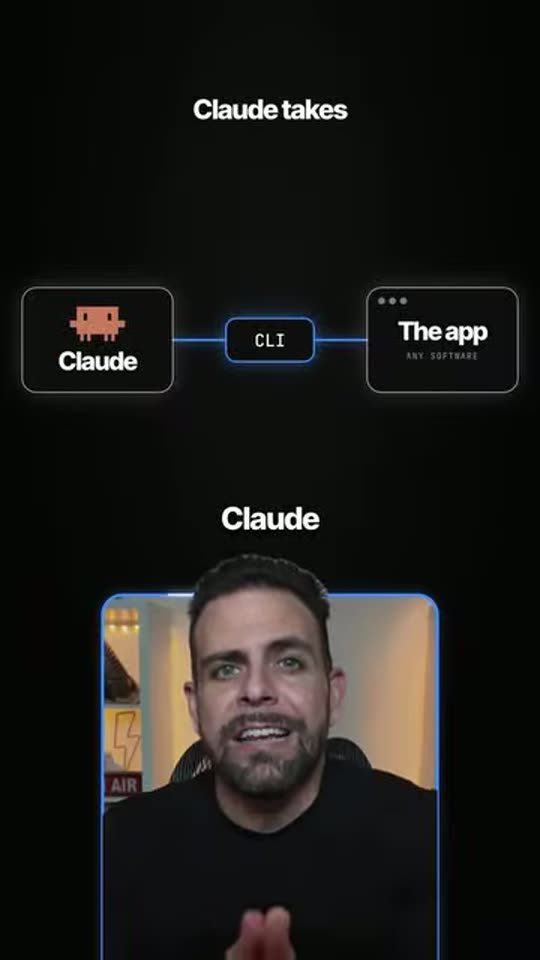 Claude takes
Claude
CLI
The app
ANY SOFTWARE
Claude
AIR